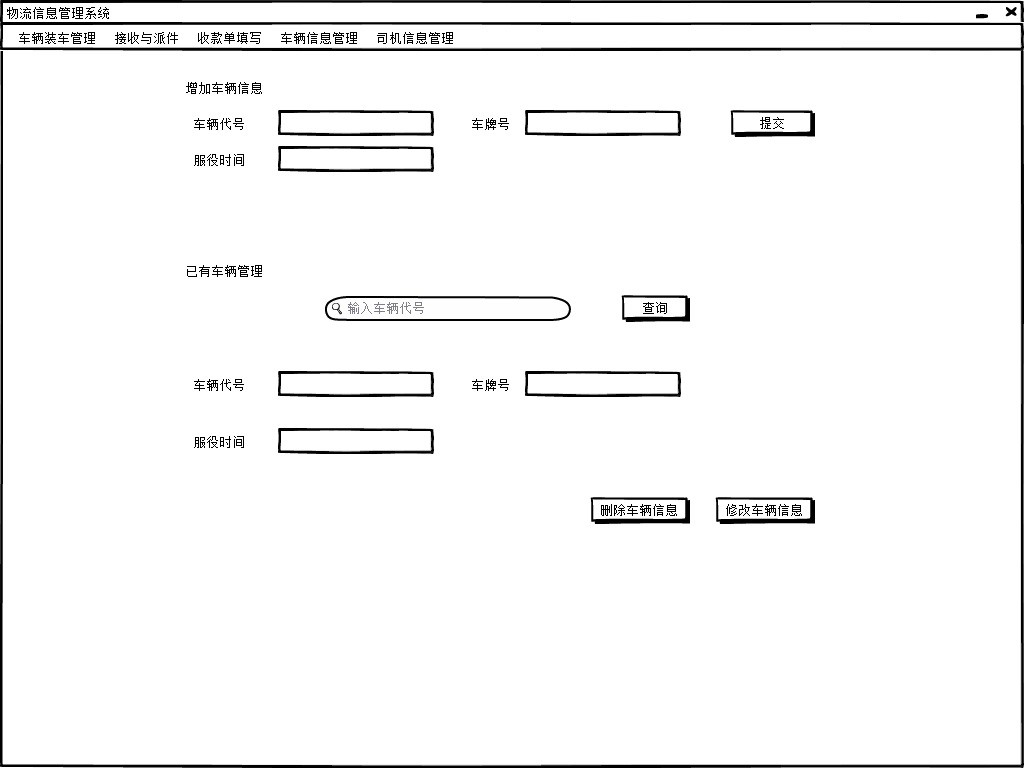 物流信息管理系统
车辆装车管理 接收与派件 收款单填写 车辆信息管理 司机信息管理
增加车辆信息
车辆代号 车牌号 提交
服役时间
已有车辆管理
输入车辆代号 查询
车辆代号 车牌号
服役时间
删除车辆信息 修改车辆信息